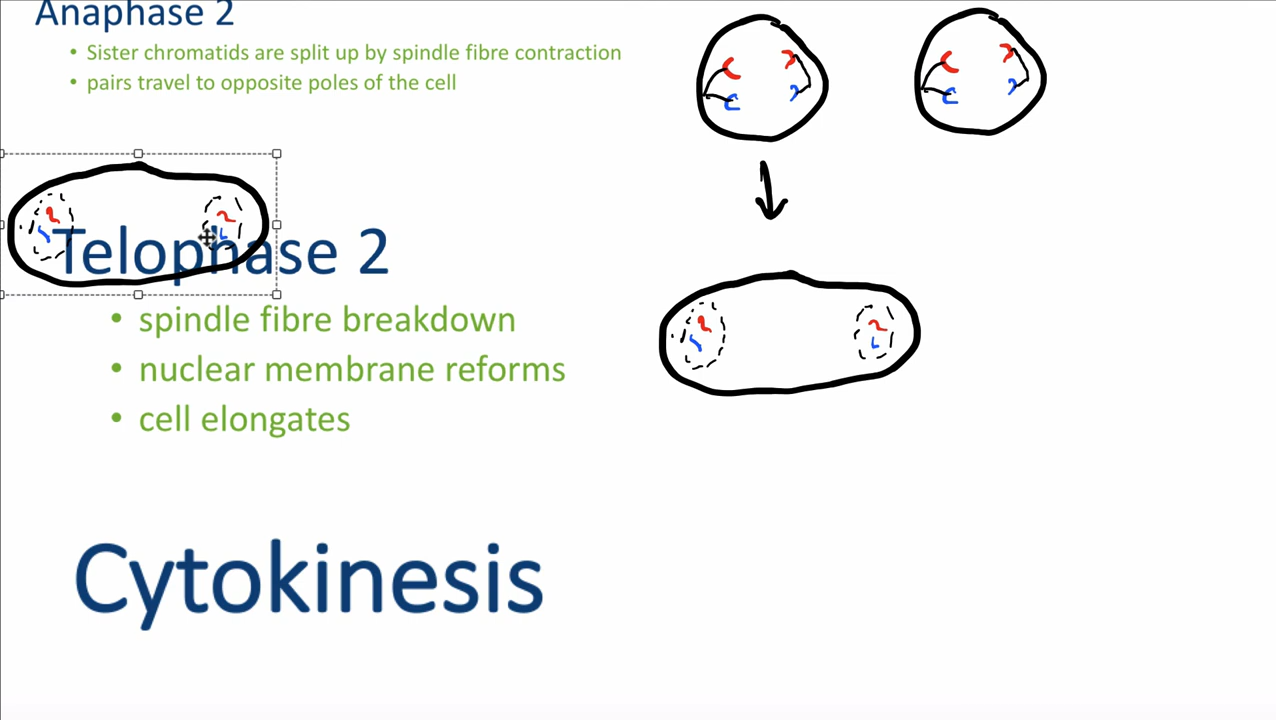 Anaphase 2
• Sister chromatids are split up by spindle fibre contraction
• pairs travel to opposite poles of the cell
Telophase 2
• spindle fibre breakdown
• nuclear membrane reforms
• cell elongates
Cytokinesis